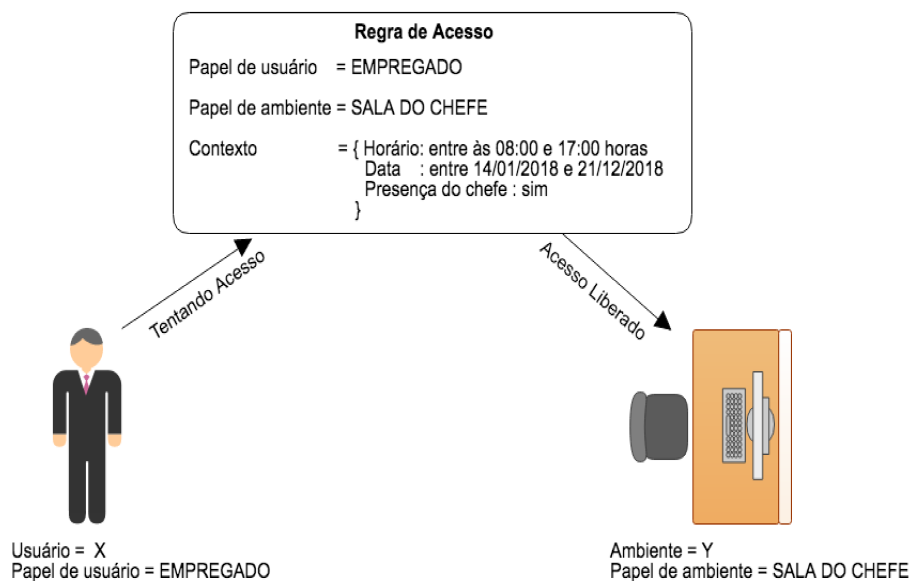 Regra de Acesso
Papel de usuário = EMPREGADO
Papel de ambiente = SALA DO CHEFE
Contexto = { Horário: entre às 08:00 e 17:00 horas
Data : entre 14/01/2018 e 21/12/2018
Presença do chefe : sim
}
Tentando Acesso
Acesso Liberado
Usuário = X
Papel de usuário = EMPREGADO
Ambiente = Y
Papel de ambiente = SALA DO CHEFE